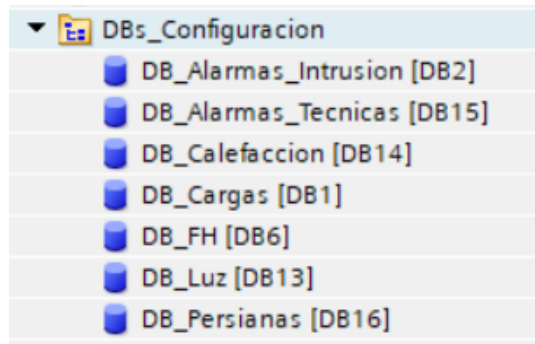 DBs_Configuracion
DB_Alarmas_Intrusion [DB2]
DB_Alarmas_Tecnicas [DB15]
DB_Calefaccion [DB14]
DB_Cargas [DB1]
DB_FH [DB6]
DB_Luz [DB13]
DB_Persianas [DB16]